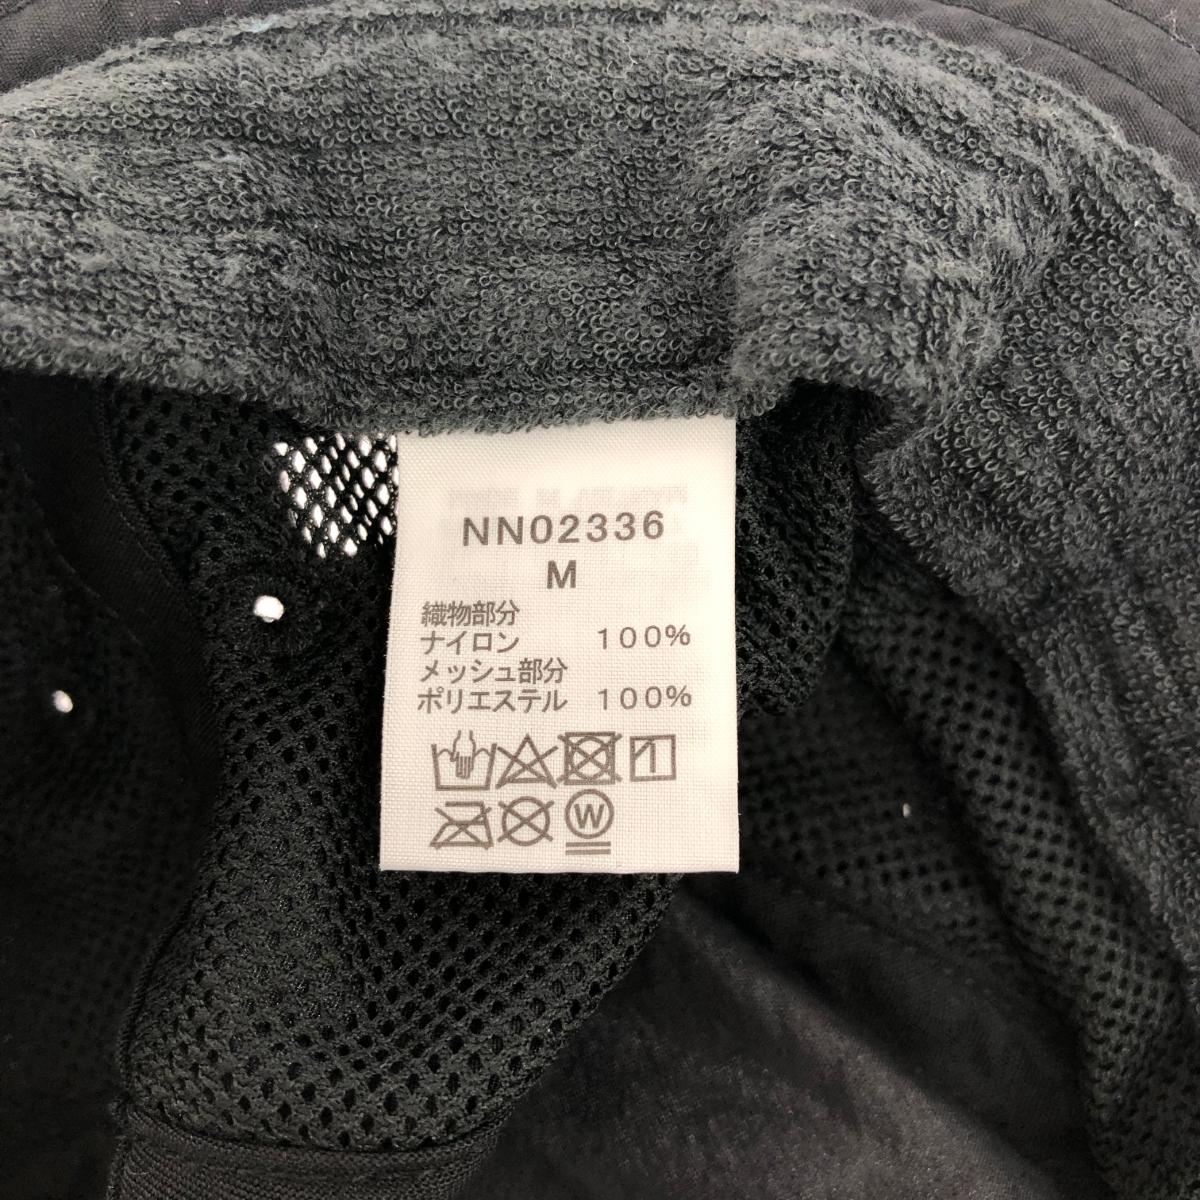 NN02336
M
織物部分
ナイロン 100%
メッシュ部分
ポリエステル 100%
W